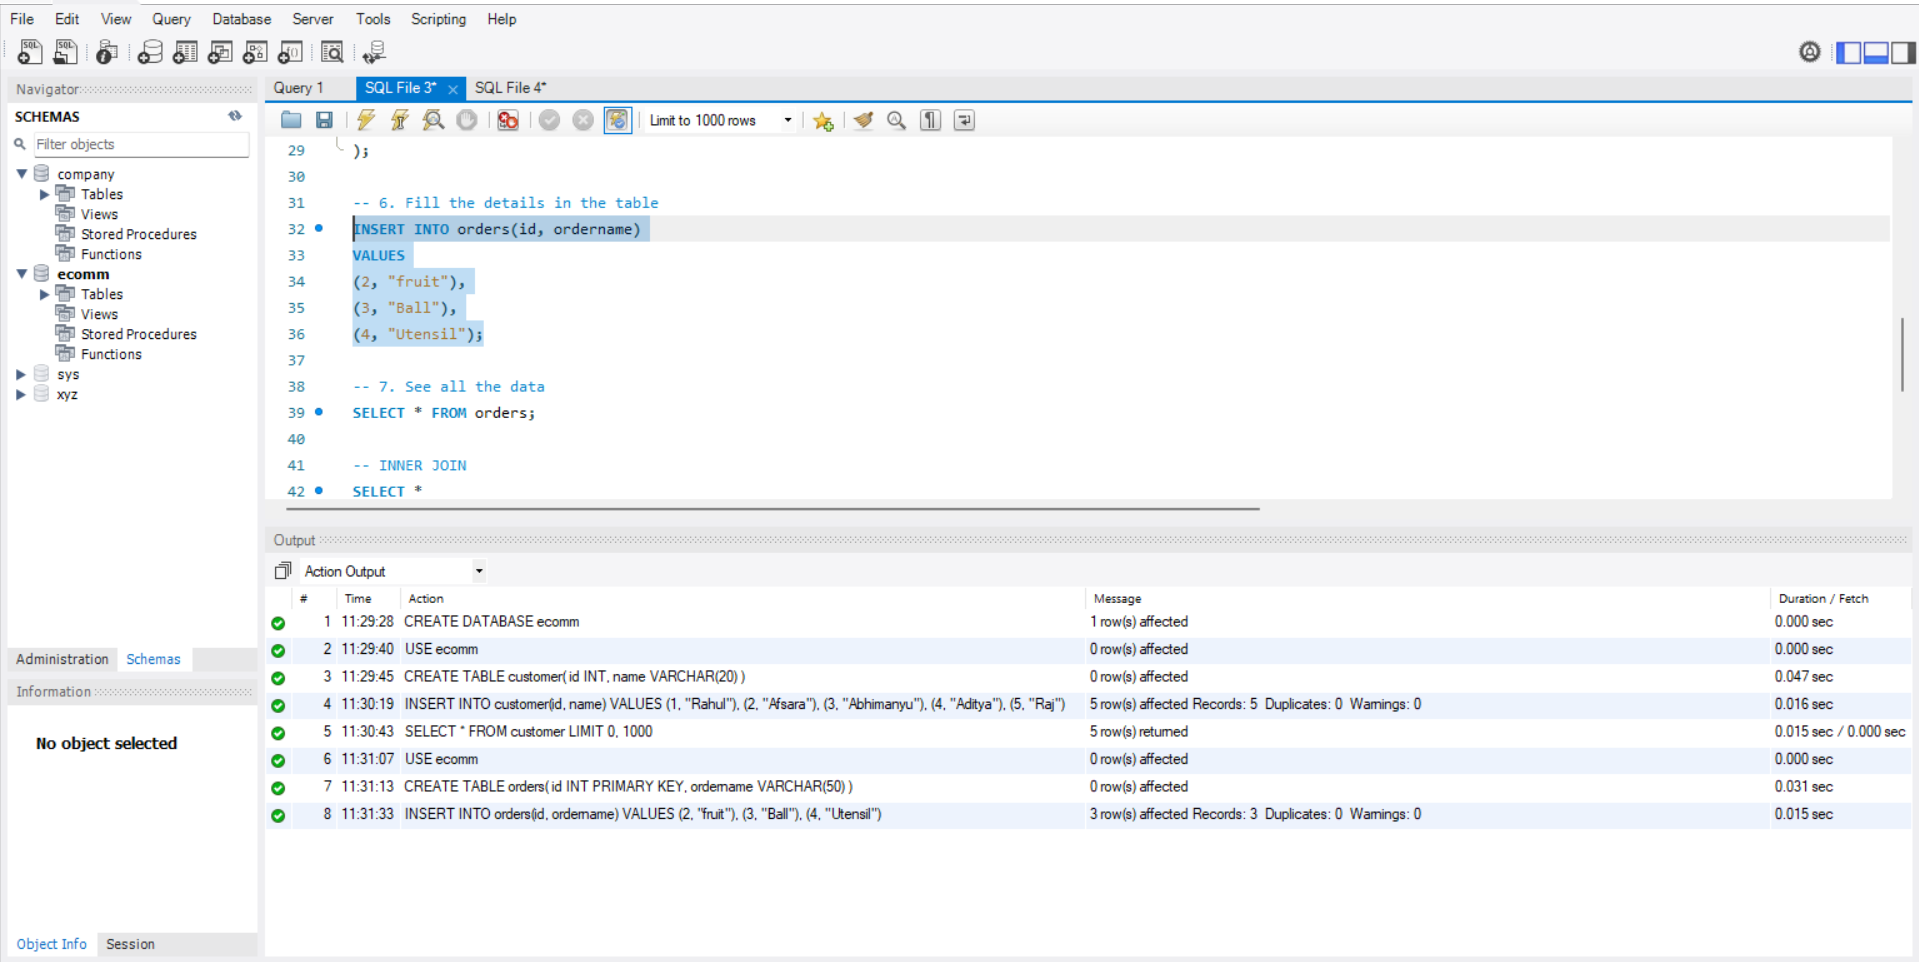 File Edit View Query Database Server Tools Scripting Help
Navigator
SCHEMAS
Filter objects
company
Tables
Views
Stored Procedures
Functions
ecomm
Tables
Views
Stored Procedures
Functions
sys
xyz
Administration Schemas
Information
No object selected
Object Info Session
Query 1 SQL File 3* SQL File 4*
Limit to 1000 rows
29 );
30
31 -- 6. Fill the details in the table
32 INSERT INTO orders(id, ordername)
33 VALUES
34 (2, "fruit"),
35 (3, "Ball"),
36 (4, "Utensil");
37
38 -- 7. See all the data
39 SELECT * FROM orders;
40
41 -- INNER JOIN
42 SELECT *
Output
Action Output
# Time Action Message Duration / Fetch
1 11:29:28 CREATE DATABASE ecomm 1 row(s) affected 0.000 sec
2 11:29:40 USE ecomm 0 row(s) affected 0.000 sec
3 11:29:45 CREATE TABLE customer( id INT, name VARCHAR(20) ) 0 row(s) affected 0.047 sec
4 11:30:19 INSERT INTO customer(id, name) VALUES (1, "Rahul"), (2, "Afsara"), (3, "Abhimanyu"), (4, "Aditya"), (5, "Raj") 5 row(s) affected Records: 5 Duplicates: 0 Warnings: 0 0.016 sec
5 11:30:43 SELECT * FROM customer LIMIT 0, 1000 5 row(s) returned 0.015 sec / 0.000 sec
6 11:31:07 USE ecomm 0 row(s) affected 0.000 sec
7 11:31:13 CREATE TABLE orders( id INT PRIMARY KEY, ordername VARCHAR(50) ) 0 row(s) affected 0.031 sec
8 11:31:33 INSERT INTO orders(id, ordername) VALUES (2, "fruit"), (3, "Ball"), (4, "Utensil") 3 row(s) affected Records: 3 Duplicates: 0 Warnings: 0 0.015 sec